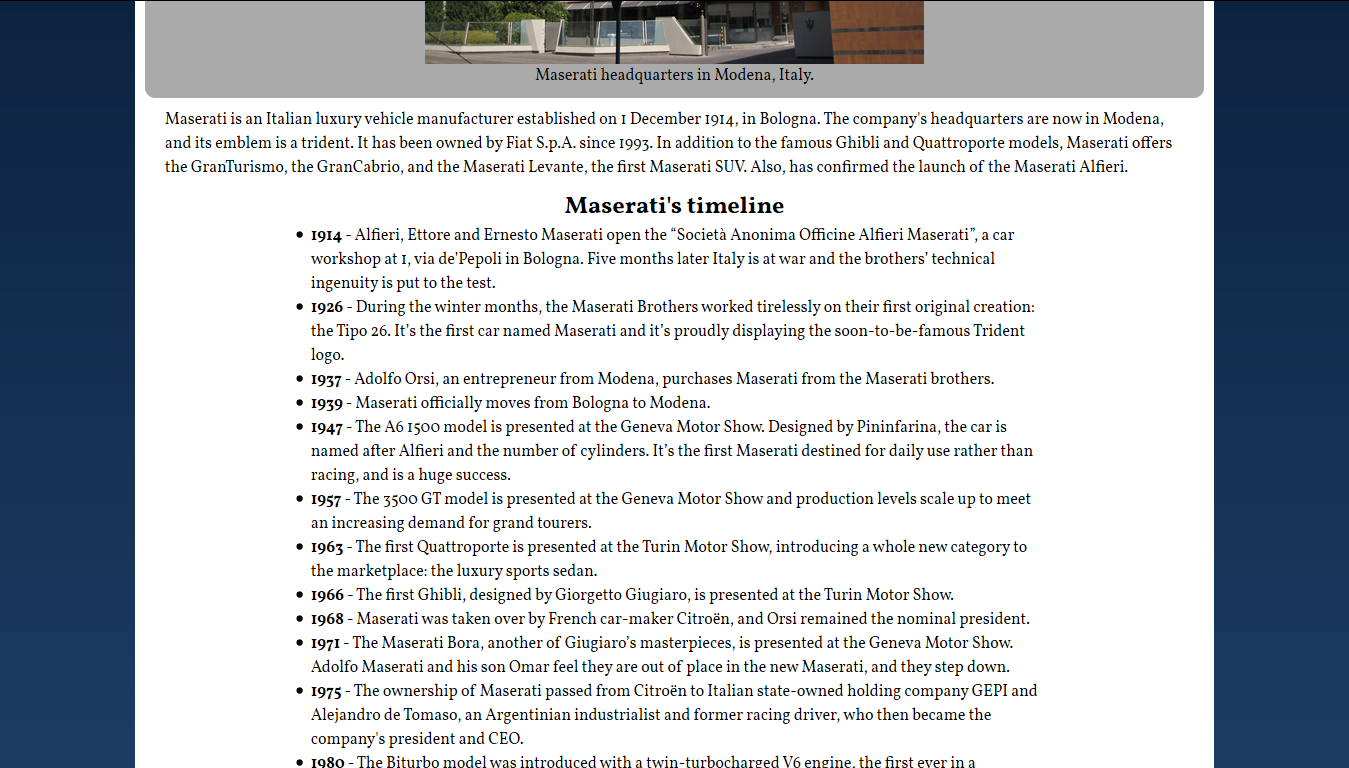 Maserati headquarters in Modena, Italy.
Maserati is an Italian luxury vehicle manufacturer established on 1 December 1914, in Bologna. The company's headquarters are now in Modena,
and its emblem is a trident. It has been owned by Fiat S.p.A. since 1993. In addition to the famous Ghibli and Quattroporte models, Maserati offers
the GranTurismo, the GranCabrio, and the Maserati Levante, the first Maserati SUV. Also, has confirmed the launch of the Maserati Alfieri.
Maserati's timeline
• 1914 - Alfieri, Ettore and Ernesto Maserati open the “Società Anonima Officine Alfieri Maserati”, a car
workshop at 1, via de’Pepoli in Bologna. Five months later Italy is at war and the brothers’ technical
ingenuity is put to the test.
• 1926 - During the winter months, the Maserati Brothers worked tirelessly on their first original creation:
the Tipo 26. It’s the first car named Maserati and it’s proudly displaying the soon-to-be-famous Trident
logo.
• 1937 - Adolfo Orsi, an entrepreneur from Modena, purchases Maserati from the Maserati brothers.
• 1939 - Maserati officially moves from Bologna to Modena.
• 1947 - The A6 1500 model is presented at the Geneva Motor Show. Designed by Pininfarina, the car is
named after Alfieri and the number of cylinders. It’s the first Maserati destined for daily use rather than
racing, and is a huge success.
• 1957 - The 3500 GT model is presented at the Geneva Motor Show and production levels scale up to meet
an increasing demand for grand tourers.
• 1963 - The first Quattroporte is presented at the Turin Motor Show, introducing a whole new category to
the marketplace: the luxury sports sedan.
• 1966 - The first Ghibli, designed by Giorgetto Giugiaro, is presented at the Turin Motor Show.
• 1968 - Maserati was taken over by French car-maker Citroën, and Orsi remained the nominal president.
• 1971 - The Maserati Bora, another of Giugiaro’s masterpieces, is presented at the Geneva Motor Show.
Adolfo Maserati and his son Omar feel they are out of place in the new Maserati, and they step down.
• 1975 - The ownership of Maserati passed from Citroën to Italian state-owned holding company GEPI and
Alejandro de Tomaso, an Argentinian industrialist and former racing driver, who then became the
company's president and CEO.
• 1980 - The Biturbo model was introduced with a twin-turbocharged V6 engine, the first ever in a